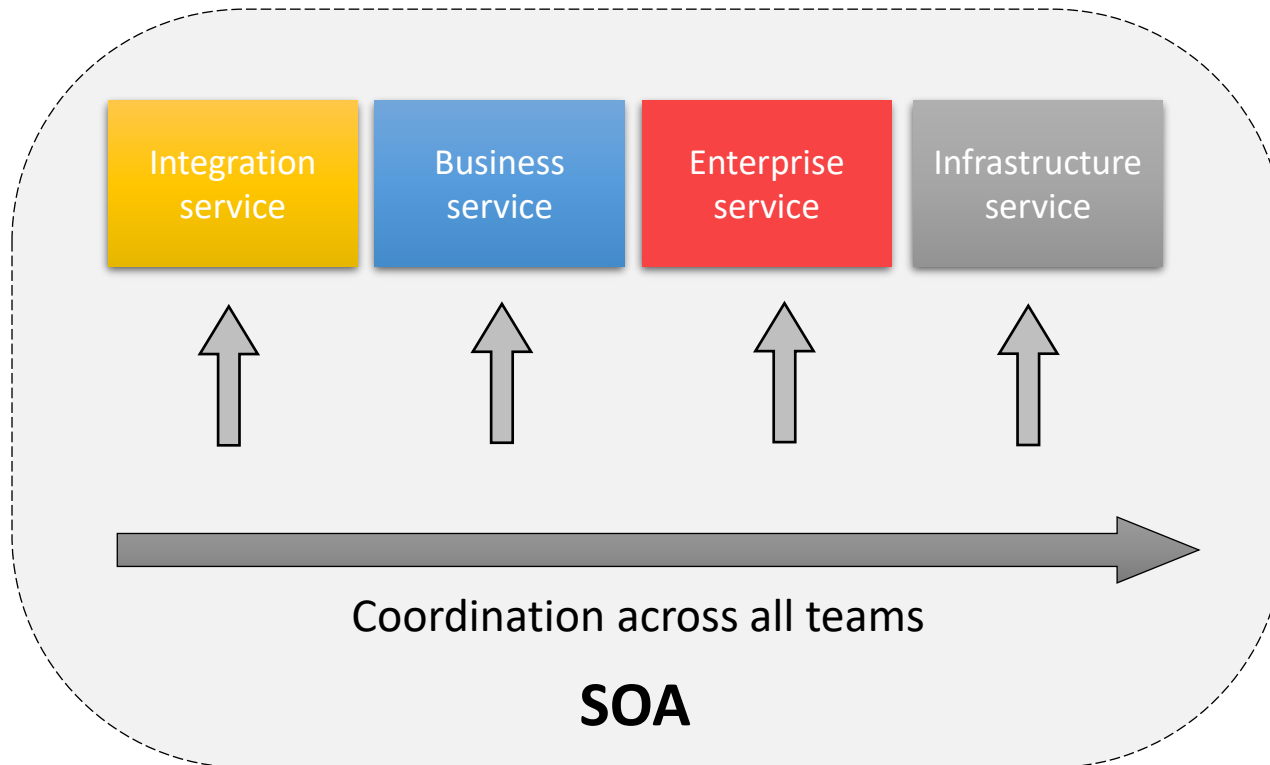 Integration
service
Business
service
Enterprise
service
Infrastructure
service
Coordination across all teams
SOA